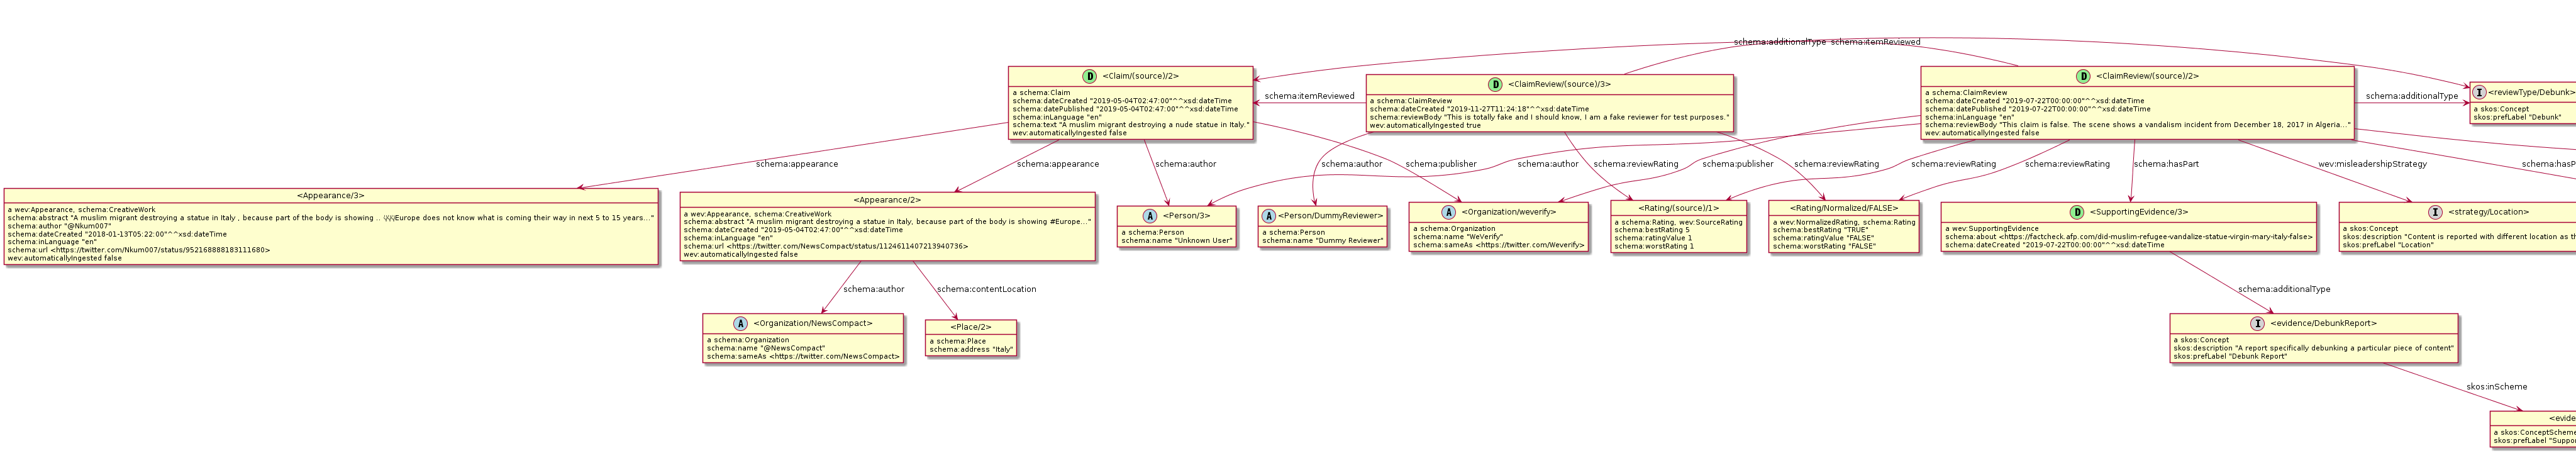 schema:additionalType schema:itemReviewed
D <Claim/(source)/2>
a schema:Claim
schema:dateCreated "2019-05-04T02:47:00"^^xsd:dateTime
schema:datePublished "2019-05-04T02:47:00"^^xsd:dateTime
schema:inLanguage "en"
schema:text "A muslim migrant destroying a nude statue in Italy."
wev:automaticallyIngested false
schema:itemReviewed
D <ClaimReview/(source)/3>
a schema:ClaimReview
schema:dateCreated "2019-11-27T11:24:18"^^xsd:dateTime
schema:reviewBody "This is totally fake and I should know, I am a fake reviewer for test purposes."
wev:automaticallyIngested true
D <ClaimReview/(source)/2>
a schema:ClaimReview
schema:dateCreated "2019-07-22T00:00:00"^^xsd:dateTime
schema:datePublished "2019-07-22T00:00:00"^^xsd:dateTime
schema:inLanguage "en"
schema:reviewBody "This claim is false. The scene shows a vandalism incident from December 18, 2017 in Algeria..."
wev:automaticallyIngested false
schema:additionalType
I <reviewType/Debunk>
a skos:Concept
skos:prefLabel "Debunk"
schema:appearance
schema:appearance
schema:author
schema:publisher
schema:author
schema:author
schema:reviewRating
schema:publisher
schema:reviewRating
schema:reviewRating
schema:reviewRating
schema:hasPart
wev:misleadershipStrategy
schema:hasP
<Appearance/3>
a wev:Appearance, schema:CreativeWork
schema:abstract "A muslim migrant destroying a statue in Italy , because part of the body is showing .. Europe does not know what is coming their way in next 5 to 15 years..."
schema:author "@Nkum007"
schema:dateCreated "2018-01-13T05:22:00"^^xsd:dateTime
schema:inLanguage "en"
schema:url <https://twitter.com/Nkum007/status/952168888183111680>
wev:automaticallyIngested false
<Appearance/2>
a wev:Appearance, schema:CreativeWork
schema:abstract "A muslim migrant destroying a statue in Italy, because part of the body is showing #Europe..."
schema:dateCreated "2019-05-04T02:47:00"^^xsd:dateTime
schema:inLanguage "en"
schema:url <https://twitter.com/NewsCompact/status/1124611407213940736>
wev:automaticallyIngested false
A <Person/3>
a schema:Person
schema:name "Unknown User"
A <Person/DummyReviewer>
a schema:Person
schema:name "Dummy Reviewer"
A <Organization/weverify>
a schema:Organization
schema:name "WeVerify"
schema:sameAs <https://twitter.com/Weverify>
<Rating/(source)/1>
a schema:Rating, wev:SourceRating
schema:bestRating 5
schema:ratingValue 1
schema:worstRating 1
<Rating/Normalized/FALSE>
a wev:NormalizedRating, schema:Rating
schema:bestRating "TRUE"
schema:ratingValue "FALSE"
schema:worstRating "FALSE"
D <SupportingEvidence/3>
a wev:SupportingEvidence
schema:about <https://factcheck.afp.com/did-muslim-refugee-vandalize-statue-virgin-mary-italy-false>
schema:dateCreated "2019-07-22T00:00:00"^^xsd:dateTime
I <strategy/Location>
a skos:Concept
skos:description "Content is reported with different location as th
skos:prefLabel "Location"
schema:author
schema:contentLocation
schema:additionalType
A <Organization/NewsCompact>
a schema:Organization
schema:name "@NewsCompact"
schema:sameAs <https://twitter.com/NewsCompact>
<Place/2>
a schema:Place
schema:address "Italy"
I <evidence/DebunkReport>
a skos:Concept
skos:description "A report specifically debunking a particular piece of content"
skos:prefLabel "Debunk Report"
skos:inScheme
<evide
a skos:ConceptScheme
skos:prefLabel "Suppo